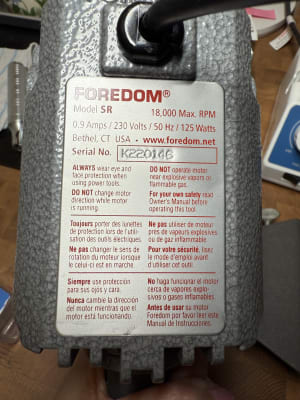 FOREDOM®
Model SR 18,000 Max. RPM
0.9 Amps / 230 Volts / 50 Hz / 125 Watts
Bethel, CT USA • www.foredom.net
Serial No. K220146
ALWAYS wear eye and
face protection when
using power tools.
DO NOT change motor
direction while motor
is running.
DO NOT operate motor
near explosive vapors or
flammable gas.
For your own safety read
Owner's Manual before
operating this tool.
Toujours porter des lunettes
de protection lors de l'utili-
sation des outils électriques.
Ne pas changer le sens de
rotation du moteur lorsque
le celui-ci est en marche.
Ne pas utiliser de moteur
près de vapeurs explosives
ou de gaz inflammable.
Pour votre sécurité, lisez
le mode d'emploi avant
d'utiliser cet outil.
Siempre use protección
para sus ojos y cara.
Nunca cambie la dirección
del motor mientras que el
motor está funcionando.
No haga funcionar el motor
cerca de vapores explo-
sivos o gases inflamables.
Antes de usar su motor
Foredom por favor leer este
Manual de Instrucciones.